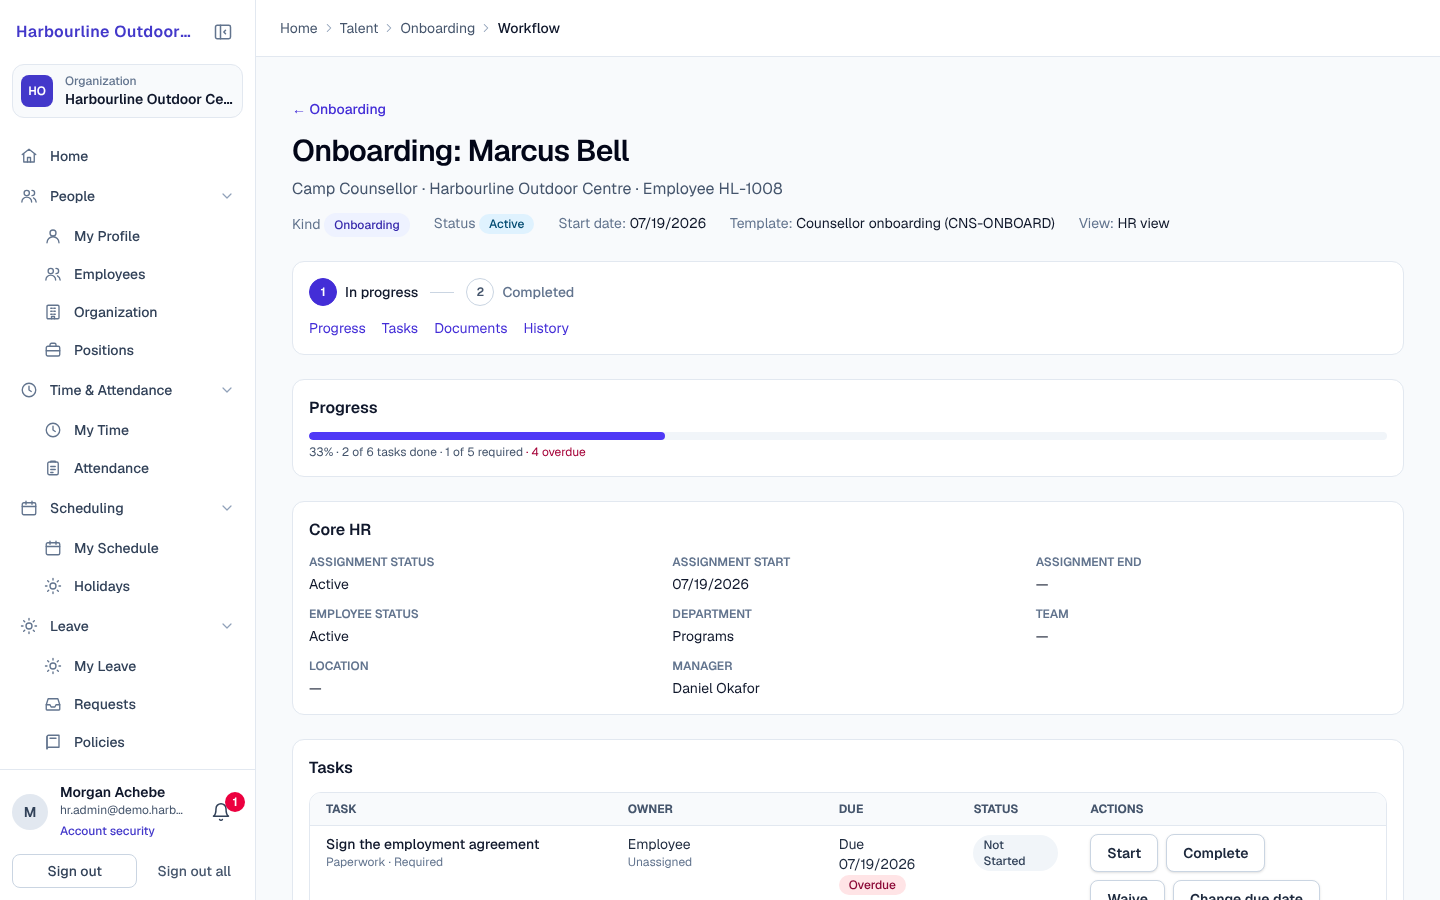 Harbourline Outdoor…
HO
Organization
Harbourline Outdoor Ce…
Home
People
My Profile
Employees
Organization
Positions
Time & Attendance
My Time
Attendance
Scheduling
My Schedule
Holidays
Leave
My Leave
Requests
Policies
M
Morgan Achebe
hr.admin@demo.harb…
Account security
1
Sign out
Sign out all
Home
Talent
Onboarding
Workflow
← Onboarding
Onboarding: Marcus Bell
Camp Counsellor · Harbourline Outdoor Centre · Employee HL-1008
Kind Onboarding
Status Active
Start date: 07/19/2026
Template: Counsellor onboarding (CNS-ONBOARD)
View: HR view
1 In progress
2 Completed
Progress
Tasks
Documents
History
Progress
33% · 2 of 6 tasks done · 1 of 5 required · 4 overdue
Core HR
ASSIGNMENT STATUS
Active
ASSIGNMENT START
07/19/2026
ASSIGNMENT END
—
EMPLOYEE STATUS
Active
DEPARTMENT
Programs
TEAM
—
LOCATION
—
MANAGER
Daniel Okafor
Tasks
TASK
OWNER
DUE
STATUS
ACTIONS
Sign the employment agreement
Paperwork · Required
Employee
Unassigned
Due
07/19/2026
Overdue
Not
Started
Start
Complete
Waive
Change due date